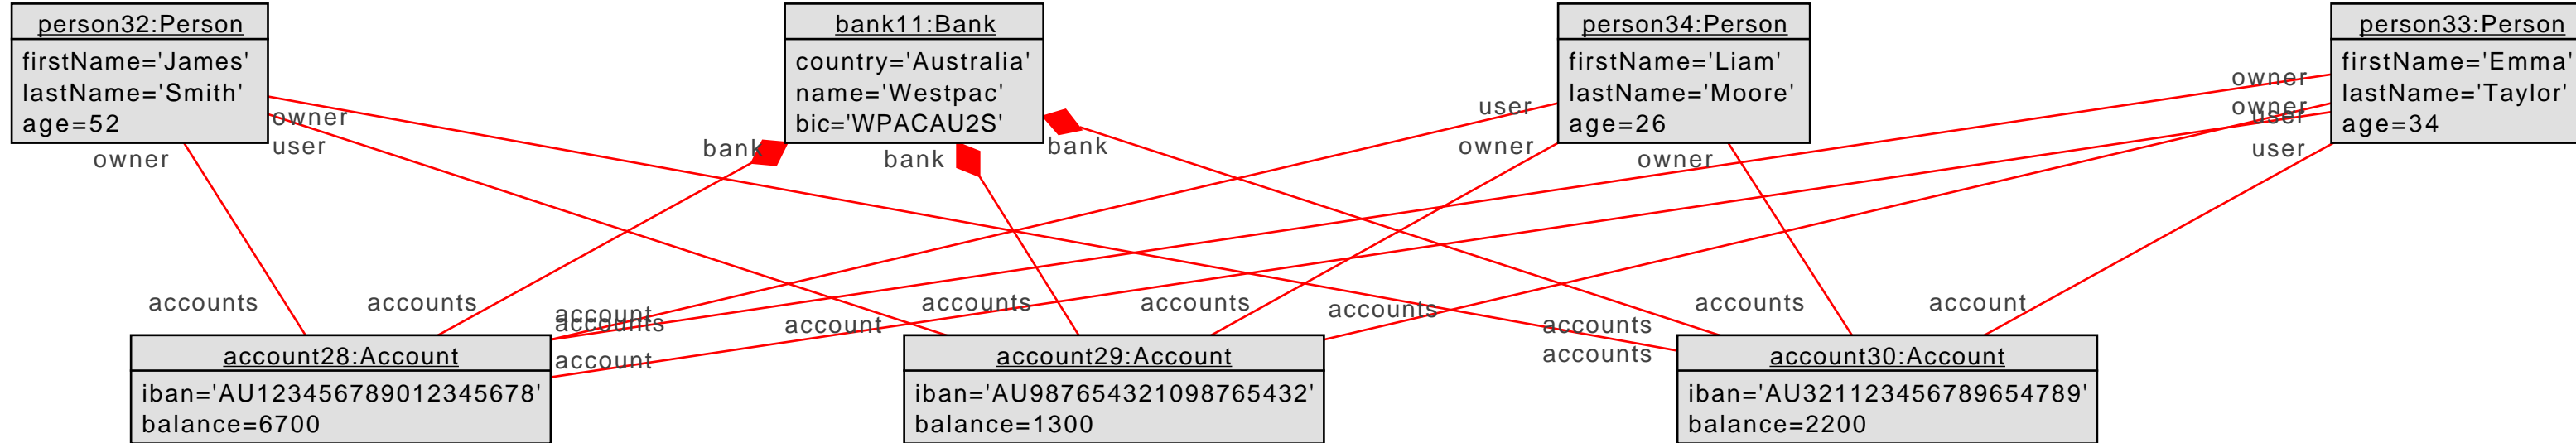 person32:Person
firstName='James'
lastName='Smith'
age=52
bank11:Bank
country='Australia'
name='Westpac'
bic='WPACAU2S'
person34:Person
firstName='Liam'
lastName='Moore'
age=26
person33:Person
firstName='Emma'
lastName='Taylor'
age=34
owner
owner
user
bank
bank
bank
user
owner
owner
owner
owner
user
user
accounts
accounts
account
accounts
account
account
accounts
accounts
accounts
accounts
accounts
accounts
account
account28:Account
iban='AU123456789012345678'
balance=6700
account29:Account
iban='AU987654321098765432'
balance=1300
account30:Account
iban='AU321123456789654789'
balance=2200